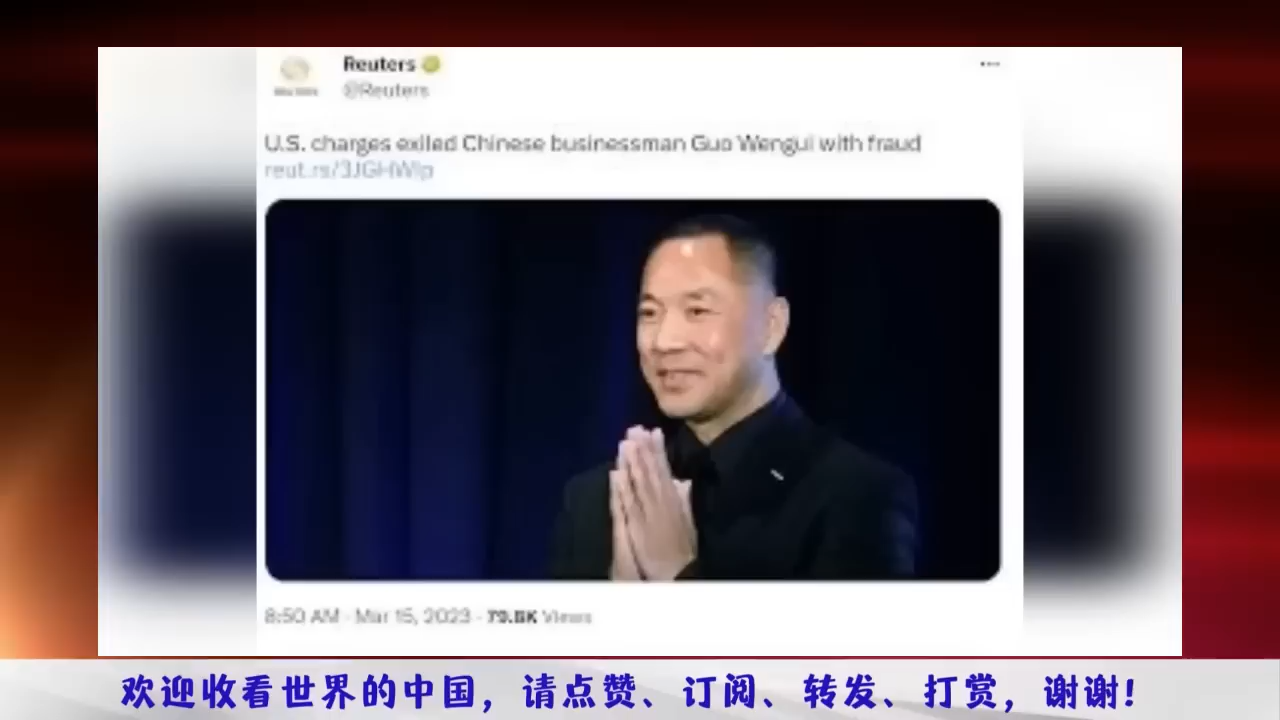 Reuters
@Reuters
U.S. charges exiled Chinese businessman Guo Wengui with fraud
reut.rs/3JGHWlp
8:50 AM · Mar 15, 2023 · 79.8K Views
欢迎收看世界的中国，请点赞、订阅、转发、打赏，谢谢！